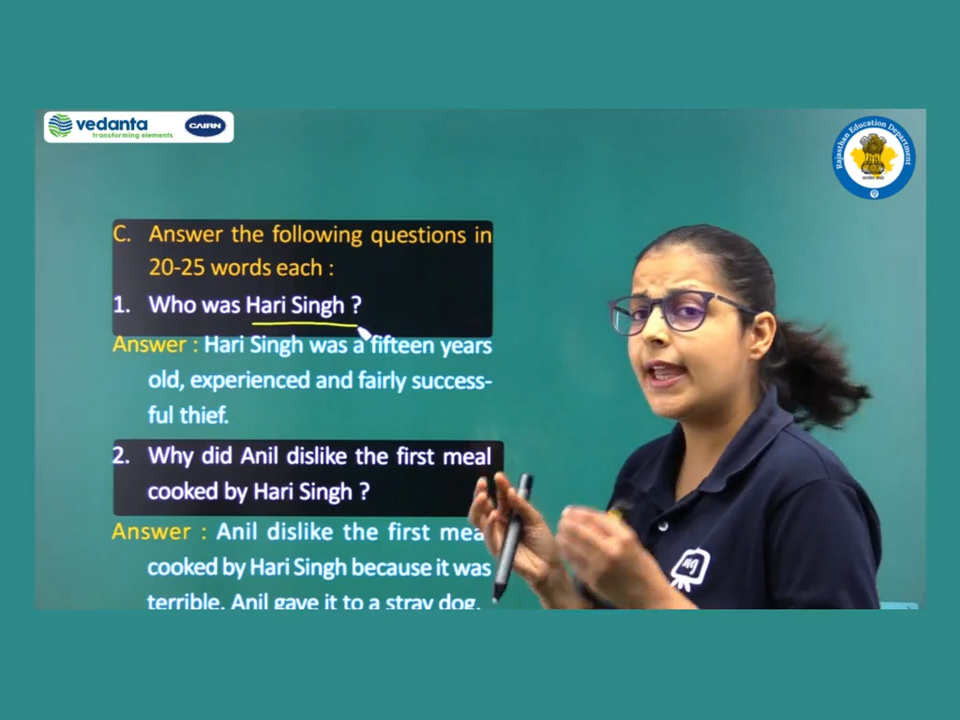 vedanta
transforming elements
CAIRN
Rajasthan Education Department
C. Answer the following questions in
20-25 words each :
1. Who was Hari Singh ?
Answer : Hari Singh was a fifteen years
old, experienced and fairly success-
ful thief.
2. Why did Anil dislike the first meal
cooked by Hari Singh ?
Answer : Anil dislike the first mea
cooked by Hari Singh because it was
terrible. Anil gave it to a stray dog.